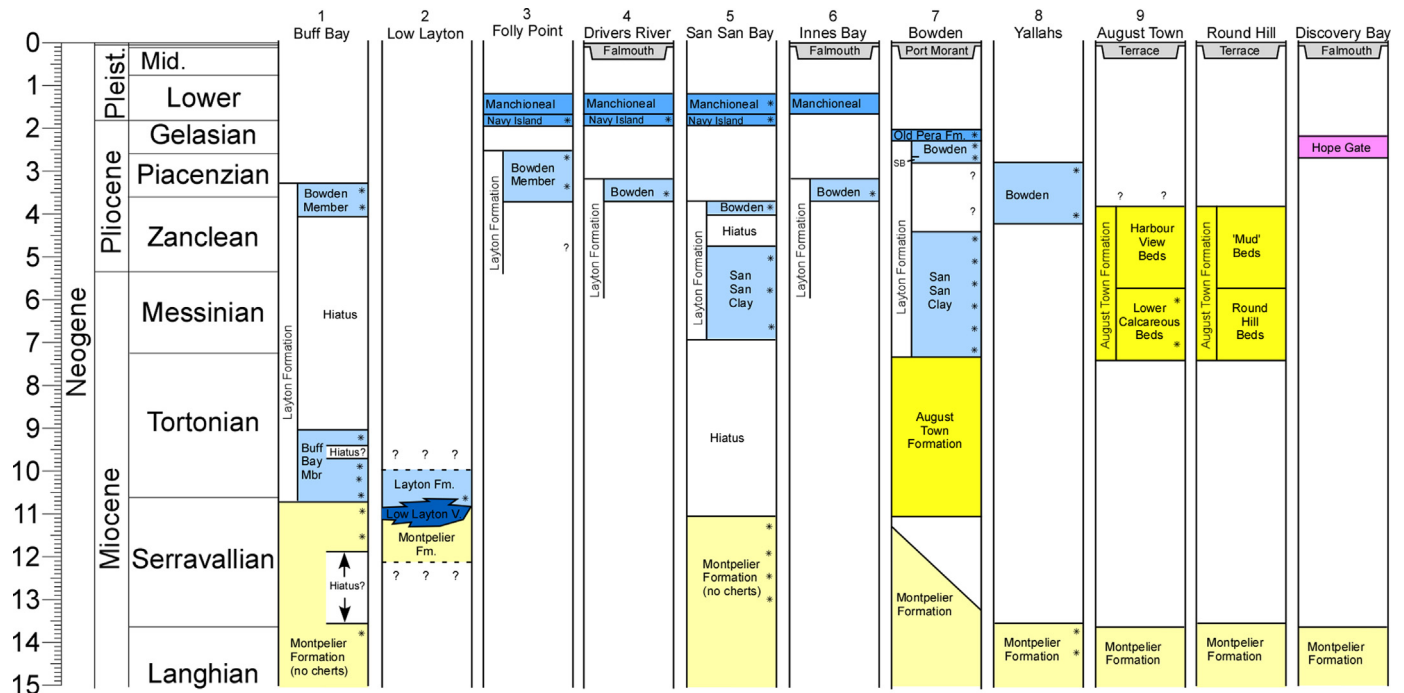 1
Buff Bay
2
Low Layton
3
Folly Point
4
Drivers River
5
San San Bay
6
Innes Bay
7
Bowden
8
Yallahs
9
August Town
Round Hill
Discovery Bay
0
1
2
3
4
5
6
7
8
9
10
11
12
13
14
15
Neogene
Pleist.
Pliocene
Miocene
Mid.
Lower
Gelasian
Piacenzian
Zanclean
Messinian
Tortonian
Serravallian
Langhian
Layton Formation
Bowden
Member
*
*
Hiatus
Buff
Bay
Mbr
*
Hiatus?
*
*
*
*
*
Hiatus?
*
Montpelier
Formation
(no cherts)
? ? ?
Layton Fm.
*
Low Layton V.
Montpelier
Fm.
? ? ?
Manchioneal
Navy Island *
Layton Formation
Bowden
Member
*
*
?
Falmouth
Manchioneal
Navy Island *
Layton Formation
Bowden *
Manchioneal *
Navy Island *
Layton Formation
Bowden *
Hiatus
San
San
Clay
*
*
*
Hiatus
Montpelier
Formation
(no cherts)
*
*
*
*
Falmouth
Manchioneal
Layton Formation
Bowden *
Port Morant
Old Pera Fm. *
Bowden *
*
SB
?
?
Layton Formation
San
San
Clay
*
*
*
*
*
*
August
Town
Formation
Montpelier
Formation
*
Bowden
*
Montpelier
Formation
*
*
Terrace
? ?
August Town Formation
Harbour
View
Beds
Lower
Calcareous
Beds
*
*
Montpelier
Formation
Terrace
August Town Formation
'Mud'
Beds
Round
Hill
Beds
Montpelier
Formation
Falmouth
Hope Gate
Montpelier
Formation